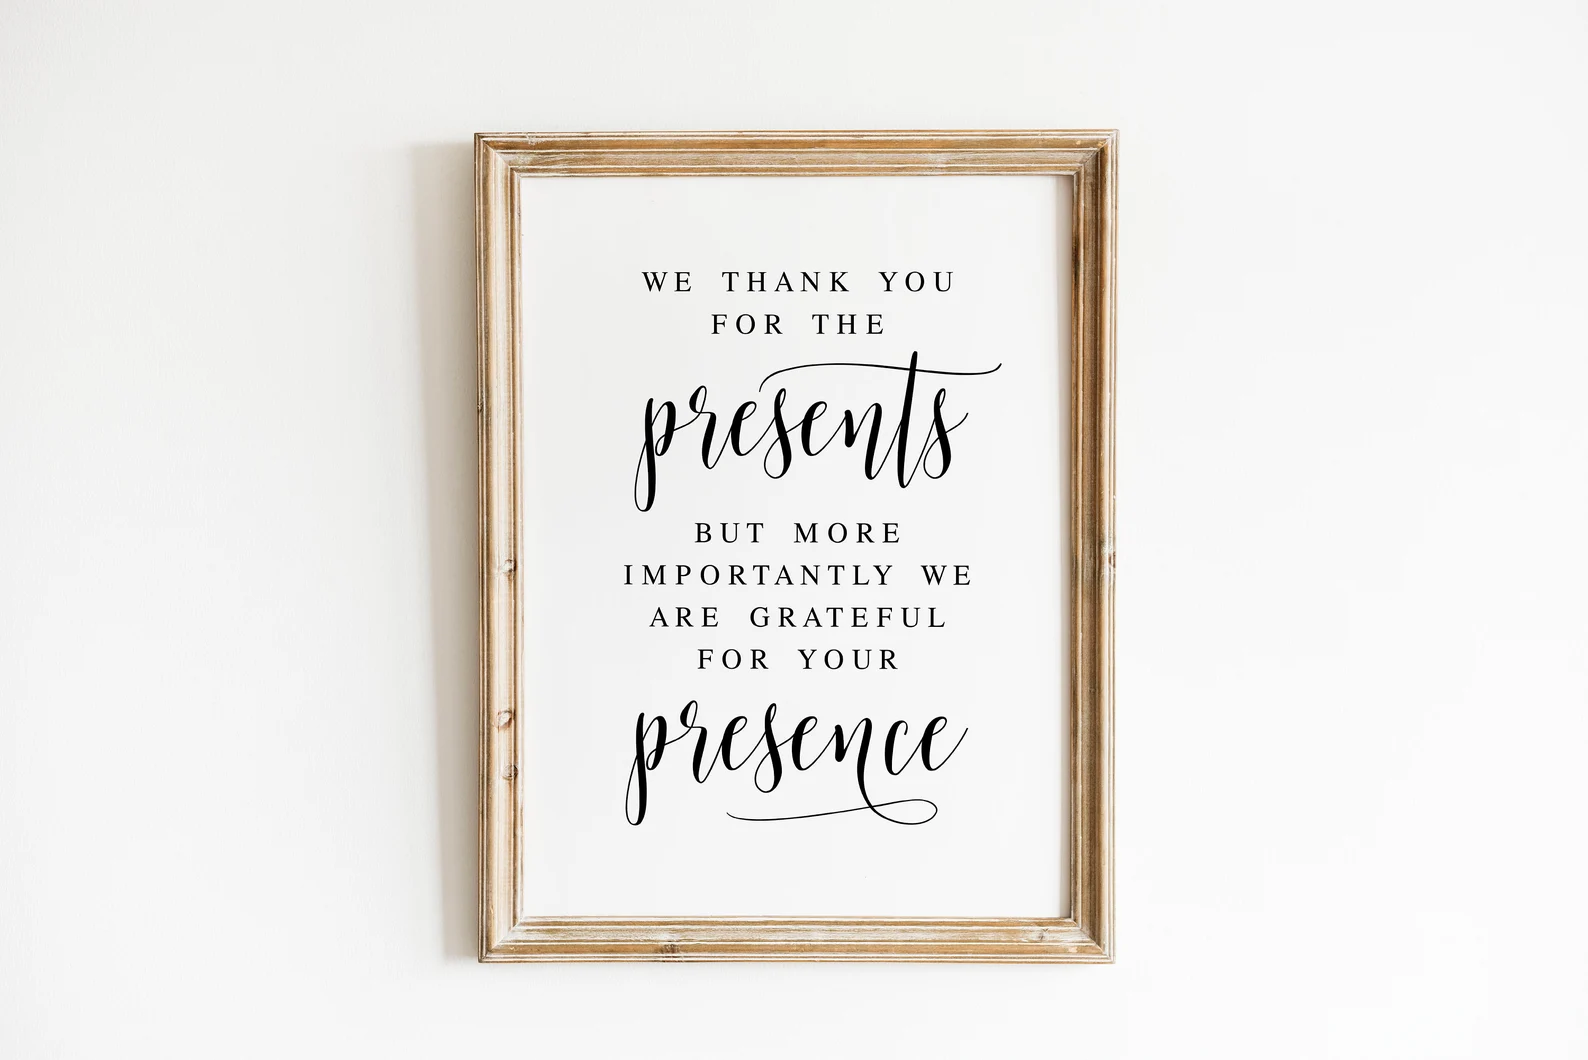 WE THANK YOU
FOR THE
presents
BUT MORE
IMPORTANTLY WE
ARE GRATEFUL
FOR YOUR
presence